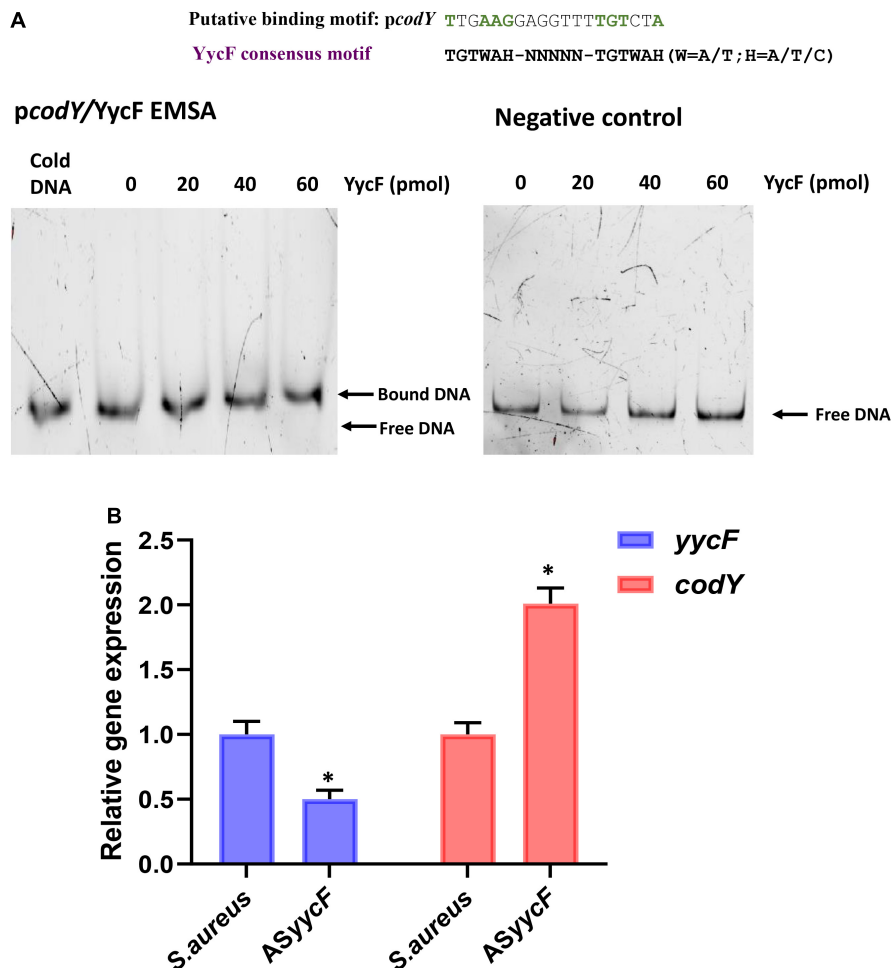 A
Putative binding motif: pcodY TTGAAGGAGGTTTTGTCTA
YycF consensus motif TGTWAH-NNNNN-TGTWAH(W=A/T;H=A/T/C)
pcodY/YycF EMSA
Negative control
Cold DNA 0 20 40 60 YycF (pmol)
0 20 40 60 YycF (pmol)
Bound DNA
Free DNA
Free DNA
B
Relative gene expression
2.5
2.0
1.5
1.0
0.5
0.0
*
*
yycF
codY
S.aureus
ASyycF
S.aureus
ASyycF